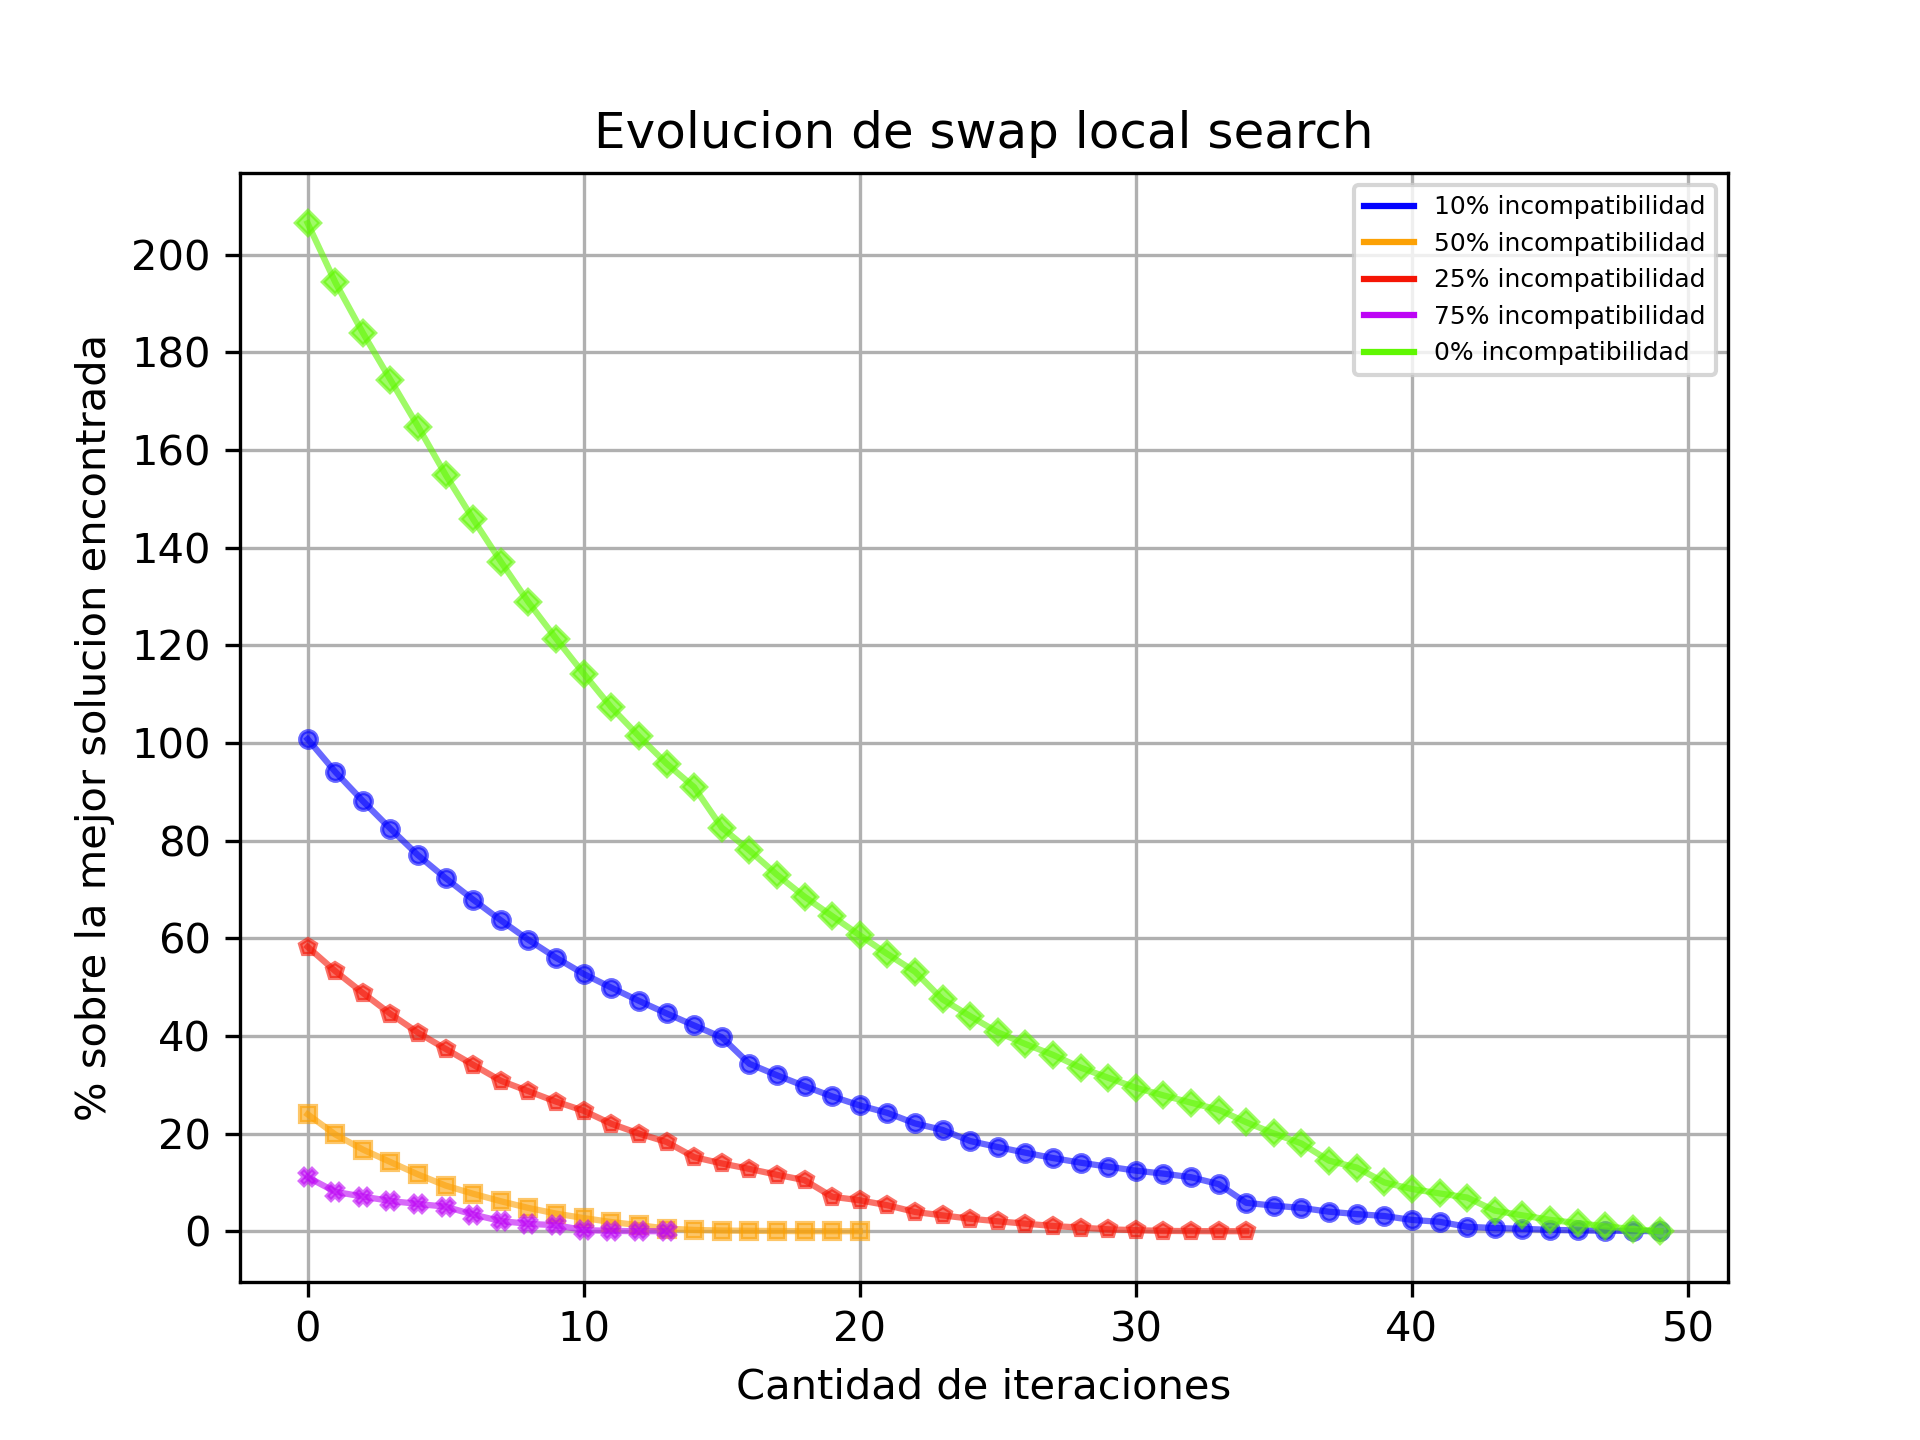 Evolucion de swap local search
10% incompatibilidad
50% incompatibilidad
25% incompatibilidad
75% incompatibilidad
0% incompatibilidad
% sobre la mejor solucion encontrada
200
180
160
140
120
100
80
60
40
20
0
0 10 20 30 40 50
Cantidad de iteraciones